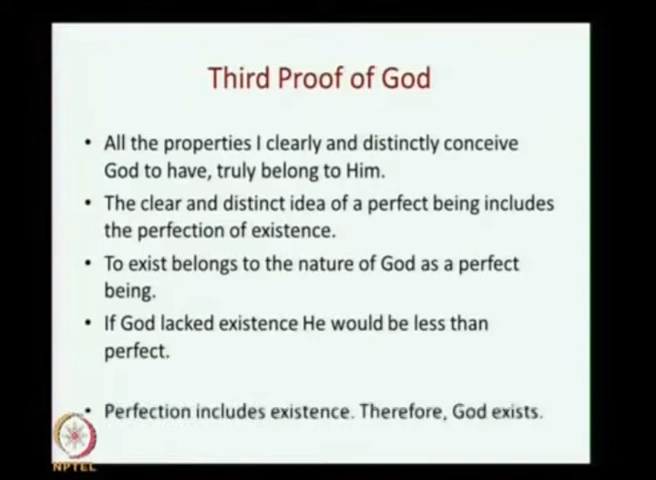 Third Proof of God
• All the properties I clearly and distinctly conceive
God to have, truly belong to Him.
• The clear and distinct idea of a perfect being includes
the perfection of existence.
• To exist belongs to the nature of God as a perfect
being.
• If God lacked existence He would be less than
perfect.
• Perfection includes existence. Therefore, God exists.
NPTEL